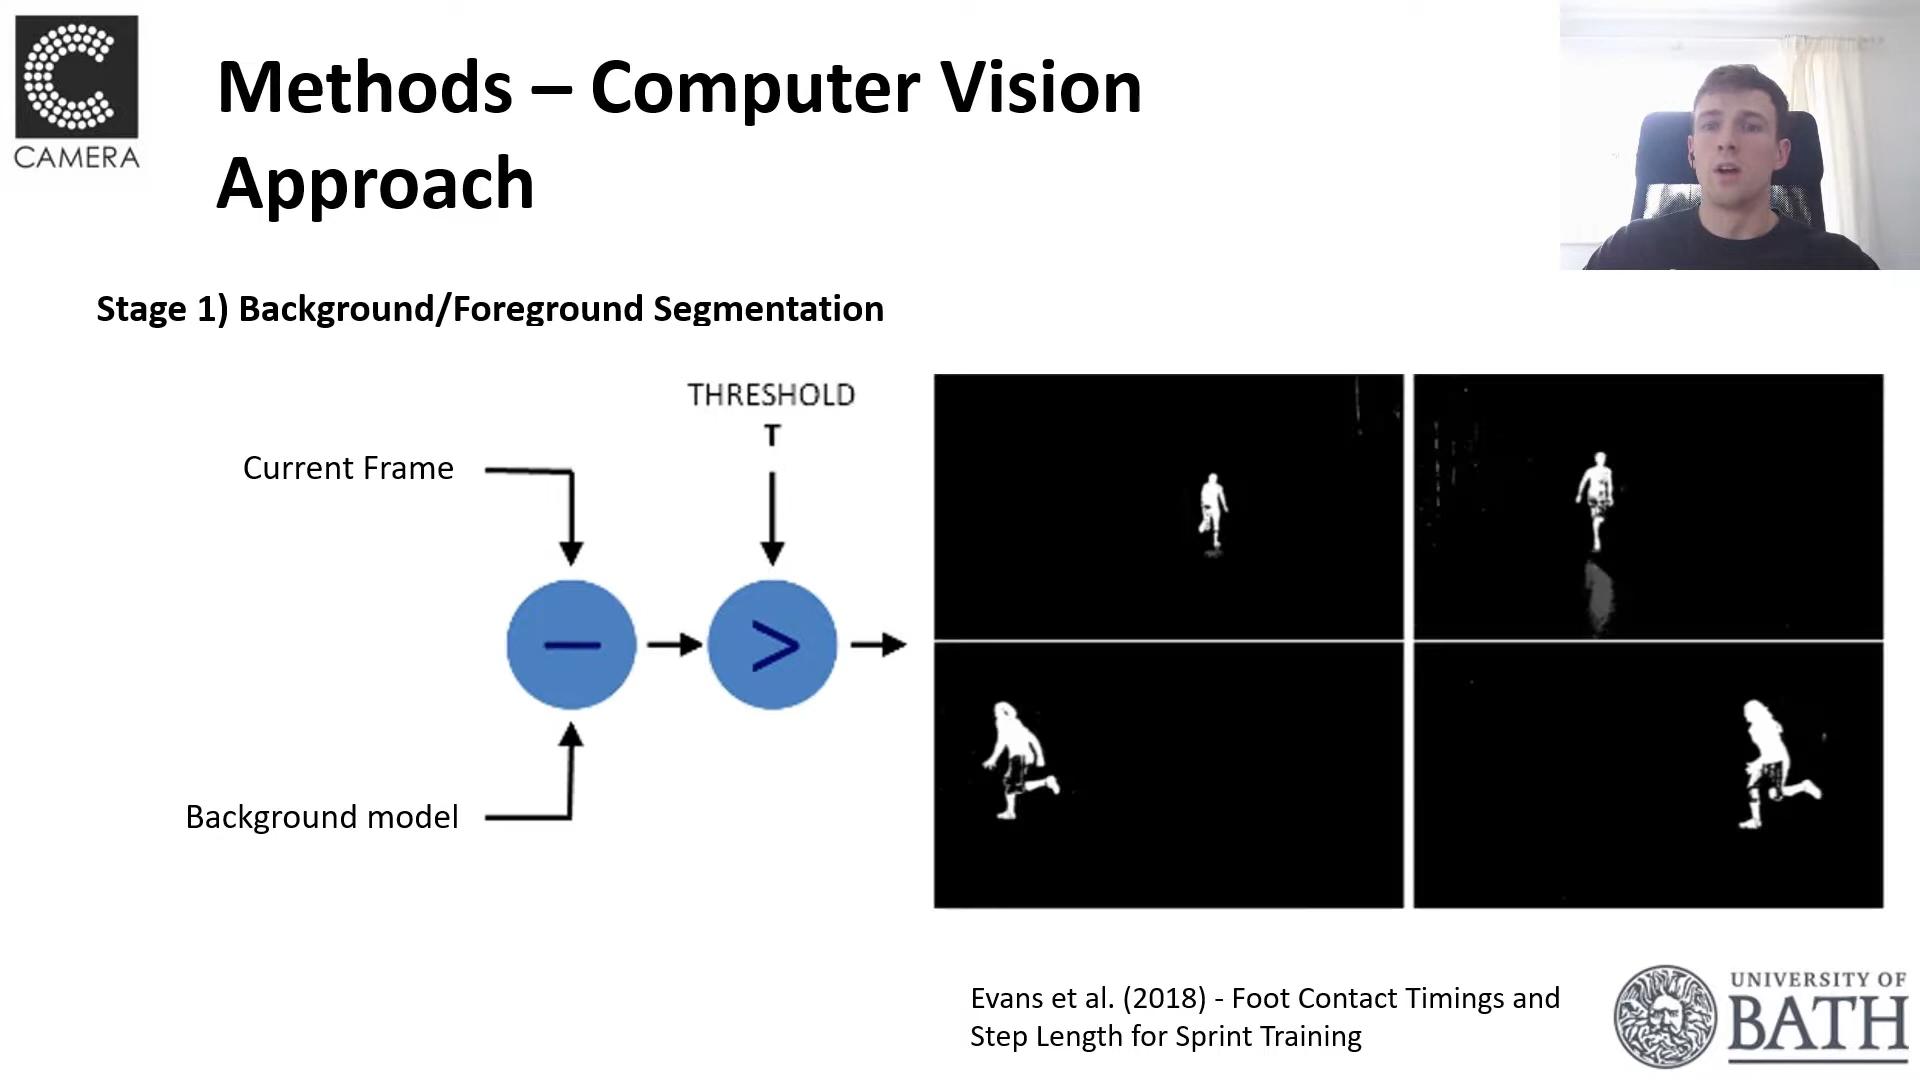 CAMERA
Methods – Computer Vision
Approach
Stage 1) Background/Foreground Segmentation
THRESHOLD
T
Current Frame
−
>
Background model
Evans et al. (2018) - Foot Contact Timings and
Step Length for Sprint Training
UNIVERSITY OF
BATH